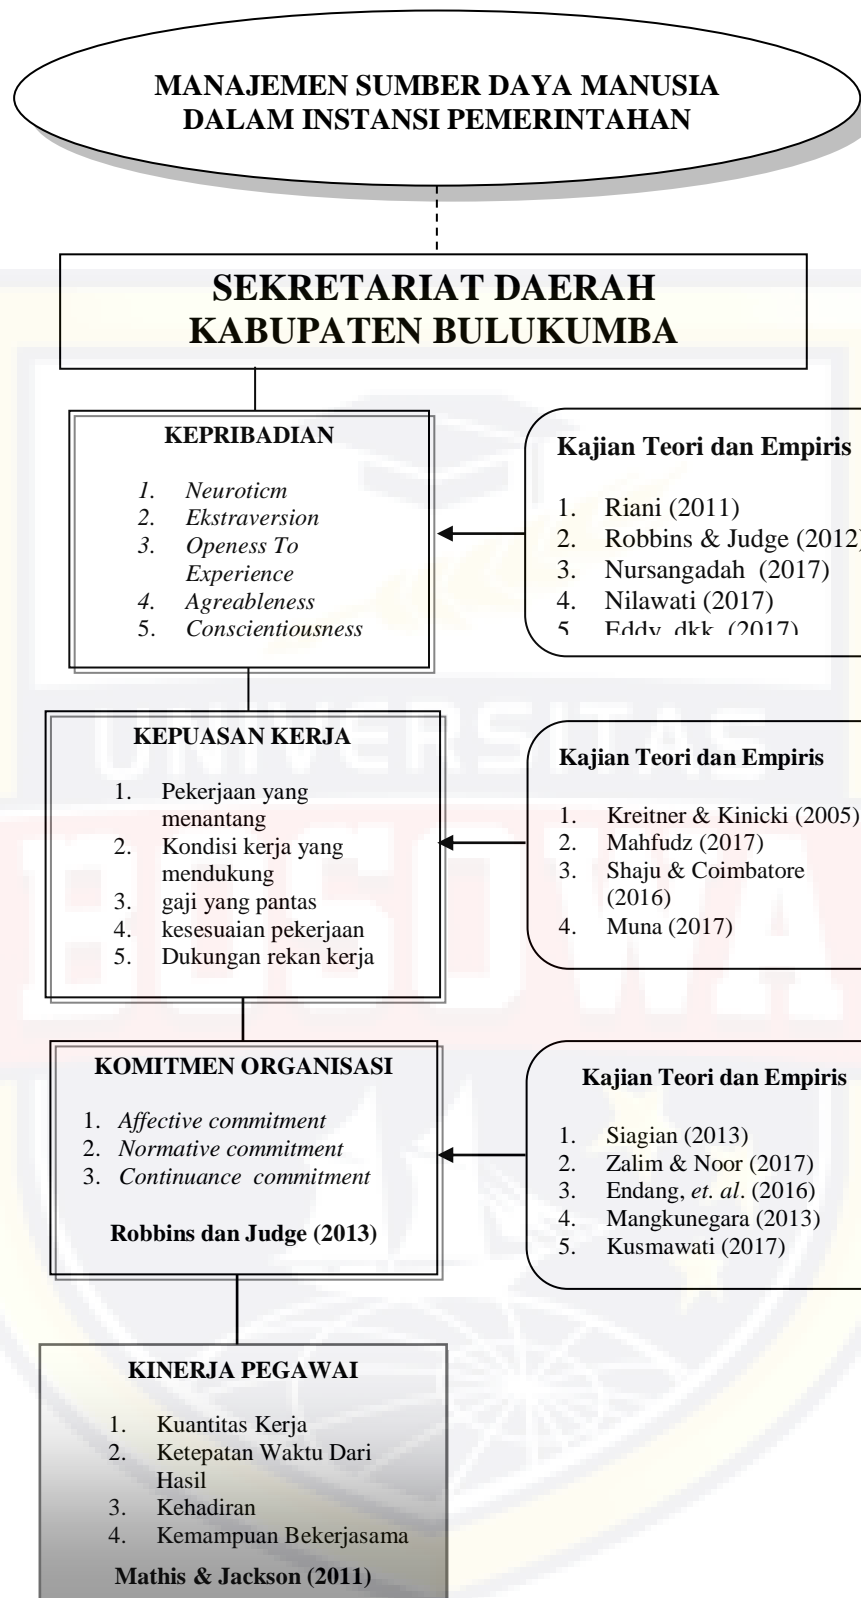 MANAJEMEN SUMBER DAYA MANUSIA
DALAM INSTANSI PEMERINTAHAN
SEKRETARIAT DAERAH
KABUPATEN BULUKUMBA
KEPRIBADIAN
1. Neuroticm
2. Ekstraversion
3. Openess To
Experience
4. Agreableness
5. Conscientiousness
Kajian Teori dan Empiris
1. Riani (2011)
2. Robbins & Judge (2012)
3. Nursangadah (2017)
4. Nilawati (2017)
5. Eddy, dkk. (2017)
KEPUASAN KERJA
1. Pekerjaan yang
menantang
2. Kondisi kerja yang
mendukung
3. gaji yang pantas
4. kesesuaian pekerjaan
5. Dukungan rekan kerja
Kajian Teori dan Empiris
1. Kreitner & Kinicki (2005)
2. Mahfudz (2017)
3. Shaju & Coimbatore
(2016)
4. Muna (2017)
KOMITMEN ORGANISASI
1. Affective commitment
2. Normative commitment
3. Continuance commitment
Robbins dan Judge (2013)
Kajian Teori dan Empiris
1. Siagian (2013)
2. Zalim & Noor (2017)
3. Endang, et. al. (2016)
4. Mangkunegara (2013)
5. Kusmawati (2017)
KINERJA PEGAWAI
1. Kuantitas Kerja
2. Ketepatan Waktu Dari
Hasil
3. Kehadiran
4. Kemampuan Bekerjasama
Mathis & Jackson (2011)
UNIVERSITAS
BOSOWA